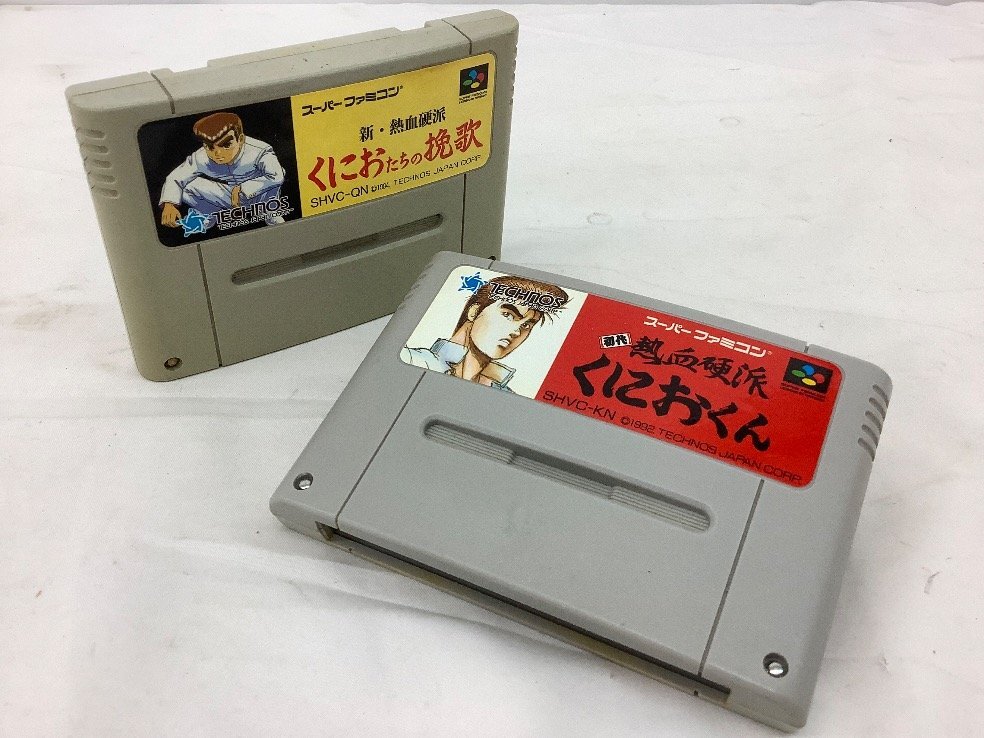 スーパーファミコン
新・熱血硬派
くにおたちの挽歌
SHVC-QN ©1994 TECHNOS JAPAN CORP.
TECHNOS
TECHNOS
スーパーファミコン
初代 熱血硬派
くにおくん
SHVC-KN ©1992 TECHNOS JAPAN CORP.